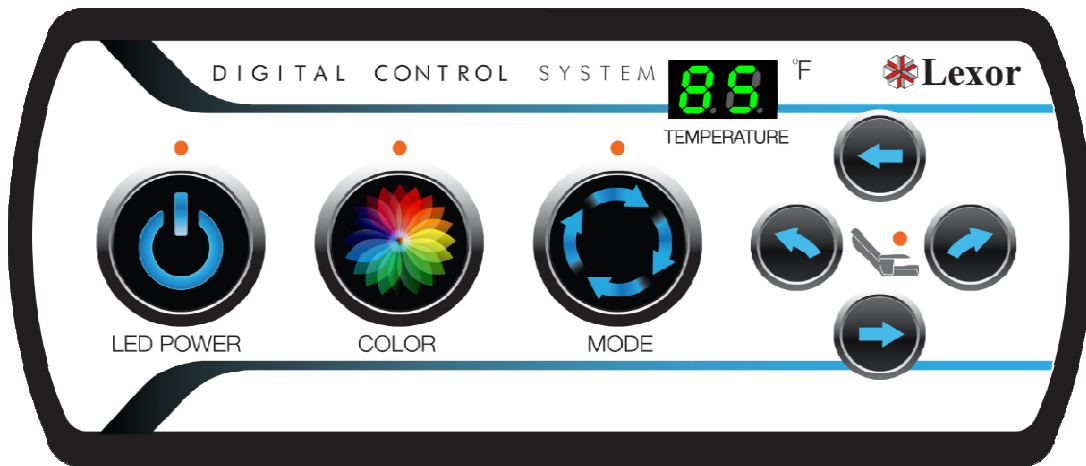 DIGITAL CONTROL SYSTEM
85 °F
Lexor
TEMPERATURE
LED POWER
COLOR
MODE